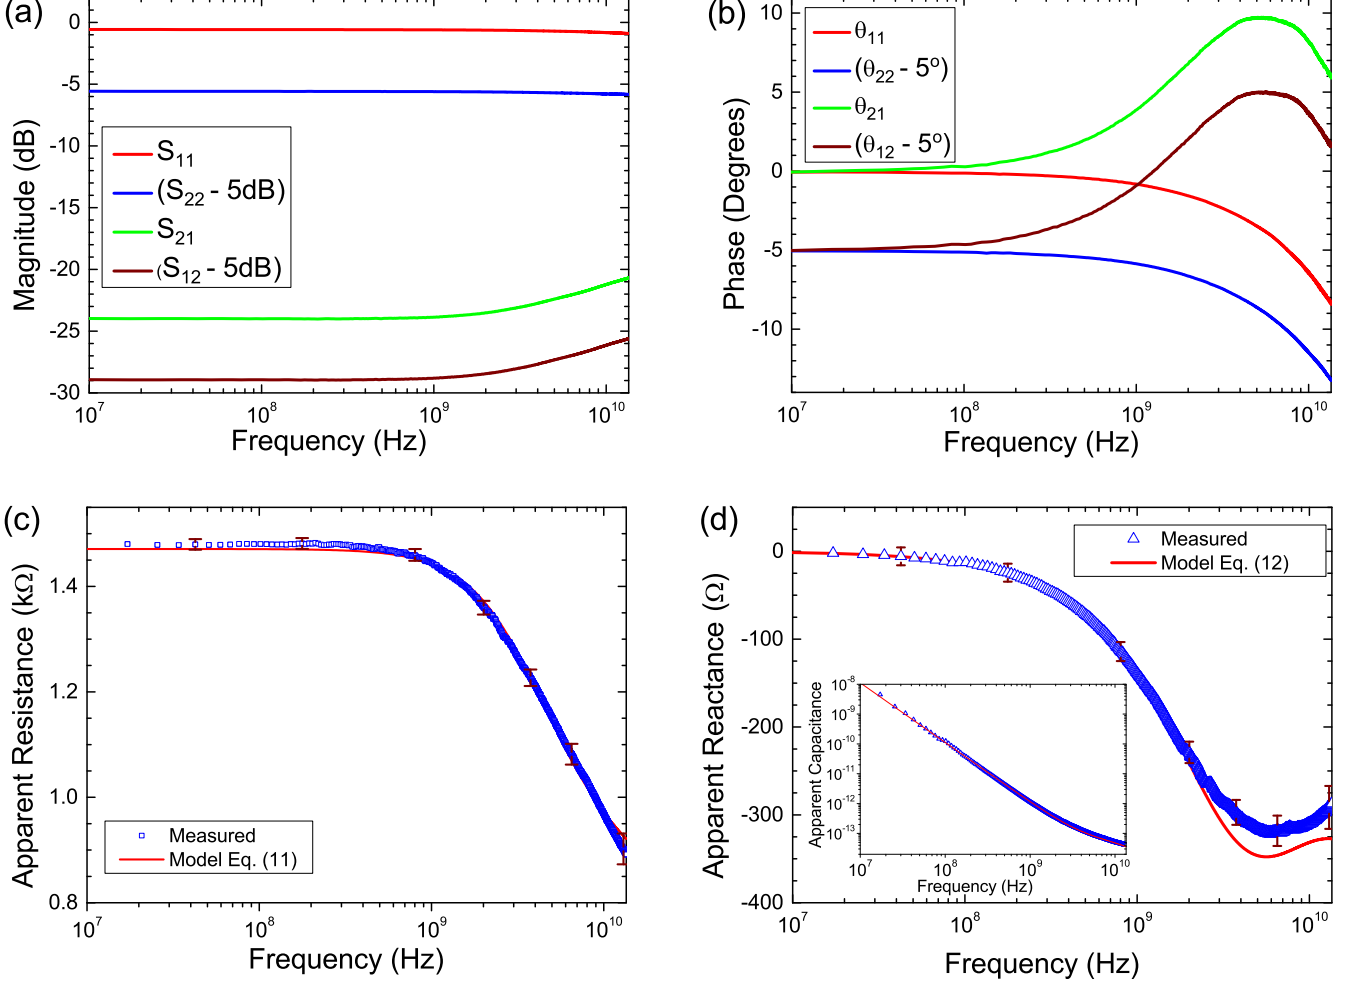 (a)
0
-5
-10
-15
-20
-25
-30
Magnitude (dB)
S11
(S22 - 5dB)
S21
(S12 - 5dB)
10^7
10^8
10^9
10^10
Frequency (Hz)
(b)
10
5
0
-5
-10
Phase (Degrees)
θ11
(θ22 - 5º)
θ21
(θ12 - 5º)
10^7
10^8
10^9
10^10
Frequency (Hz)
(c)
1.4
1.2
1.0
0.8
Apparent Resistance (kΩ)
Measured
Model Eq. (11)
10^7
10^8
10^9
10^10
Frequency (Hz)
(d)
0
-100
-200
-300
-400
Apparent Reactance (Ω)
Measured
Model Eq. (12)
10^-8
10^-9
10^-10
10^-11
10^-12
10^-13
Apparent Capacitance
10^7
10^8
10^9
10^10
Frequency (Hz)
10^7
10^8
10^9
10^10
Frequency (Hz)